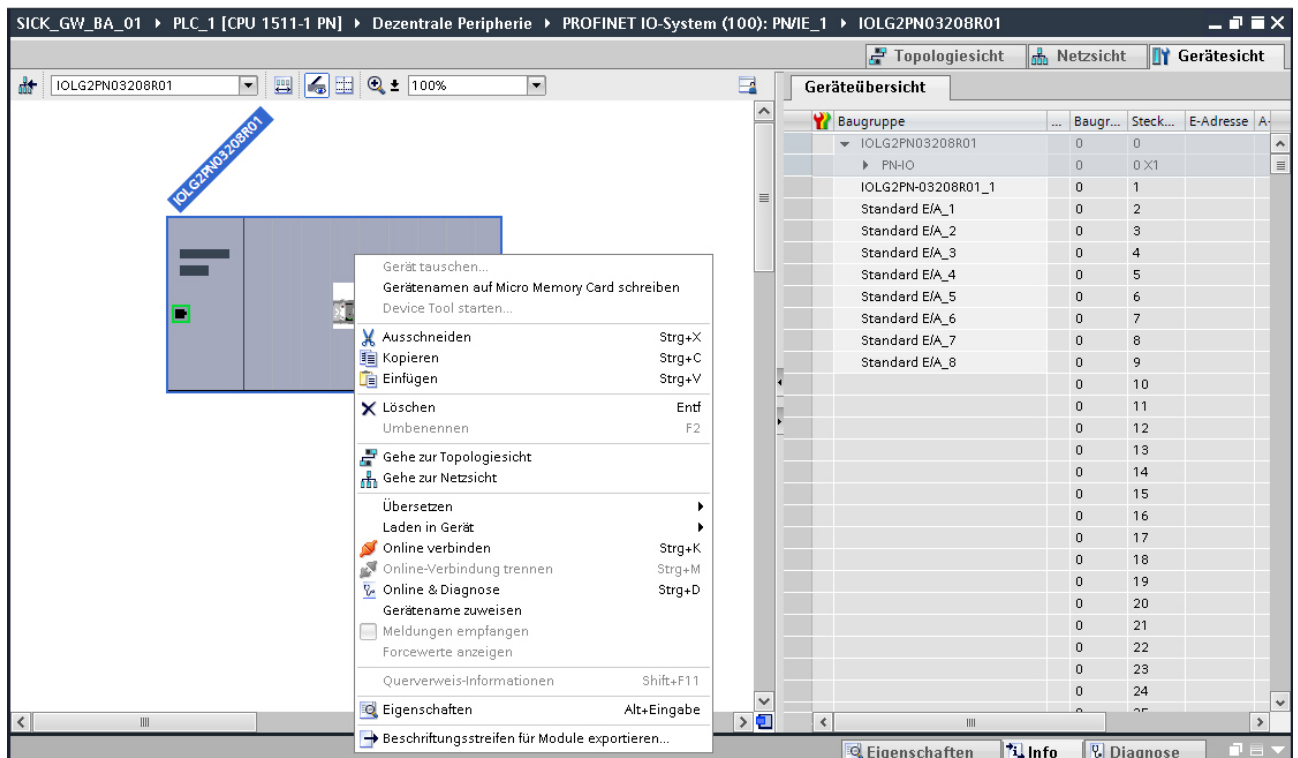 SICK_GW_BA_01 ▸ PLC_1 [CPU 1511-1 PN] ▸ Dezentrale Peripherie ▸ PROFINET IO-System (100): PN/IE_1 ▸ IOLG2PN03208R01
Topologiesicht Netzsicht Gerätesicht
IOLG2PN03208R01 100%
Geräteübersicht
IOLG2PN03208R01
Baugruppe ... Baugr... Steck... E-Adresse A-
IOLG2PN03208R01 0 0
PN-IO 0 0 X1
IOLG2PN-03208R01_1 0 1
Standard E/A_1 0 2
Standard E/A_2 0 3
Standard E/A_3 0 4
Standard E/A_4 0 5
Standard E/A_5 0 6
Standard E/A_6 0 7
Standard E/A_7 0 8
Standard E/A_8 0 9
0 10
0 11
0 12
0 13
0 14
0 15
0 16
0 17
0 18
0 19
0 20
0 21
0 22
0 23
0 24
Gerät tauschen...
Gerätenamen auf Micro Memory Card schreiben
Device Tool starten...
Ausschneiden Strg+X
Kopieren Strg+C
Einfügen Strg+V
Löschen Entf
Umbenennen F2
Gehe zur Topologiesicht
Gehe zur Netzsicht
Übersetzen
Laden in Gerät
Online verbinden Strg+K
Online-Verbindung trennen Strg+M
Online & Diagnose Strg+D
Gerätename zuweisen
Meldungen empfangen
Forcewerte anzeigen
Querverweis-Informationen Shift+F11
Eigenschaften Alt+Eingabe
Beschriftungsstreifen für Module exportieren...
Eigenschaften Info Diagnose